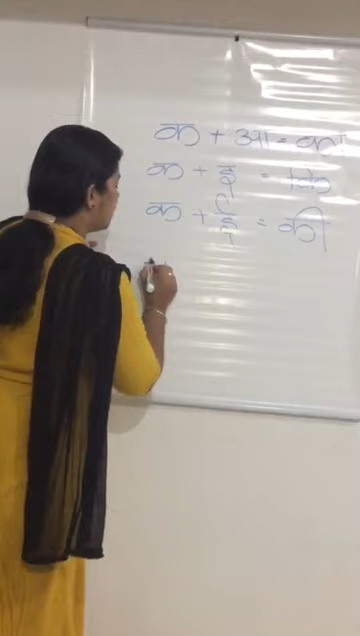 क + आ = का
क + इ = कि
क + ई = की